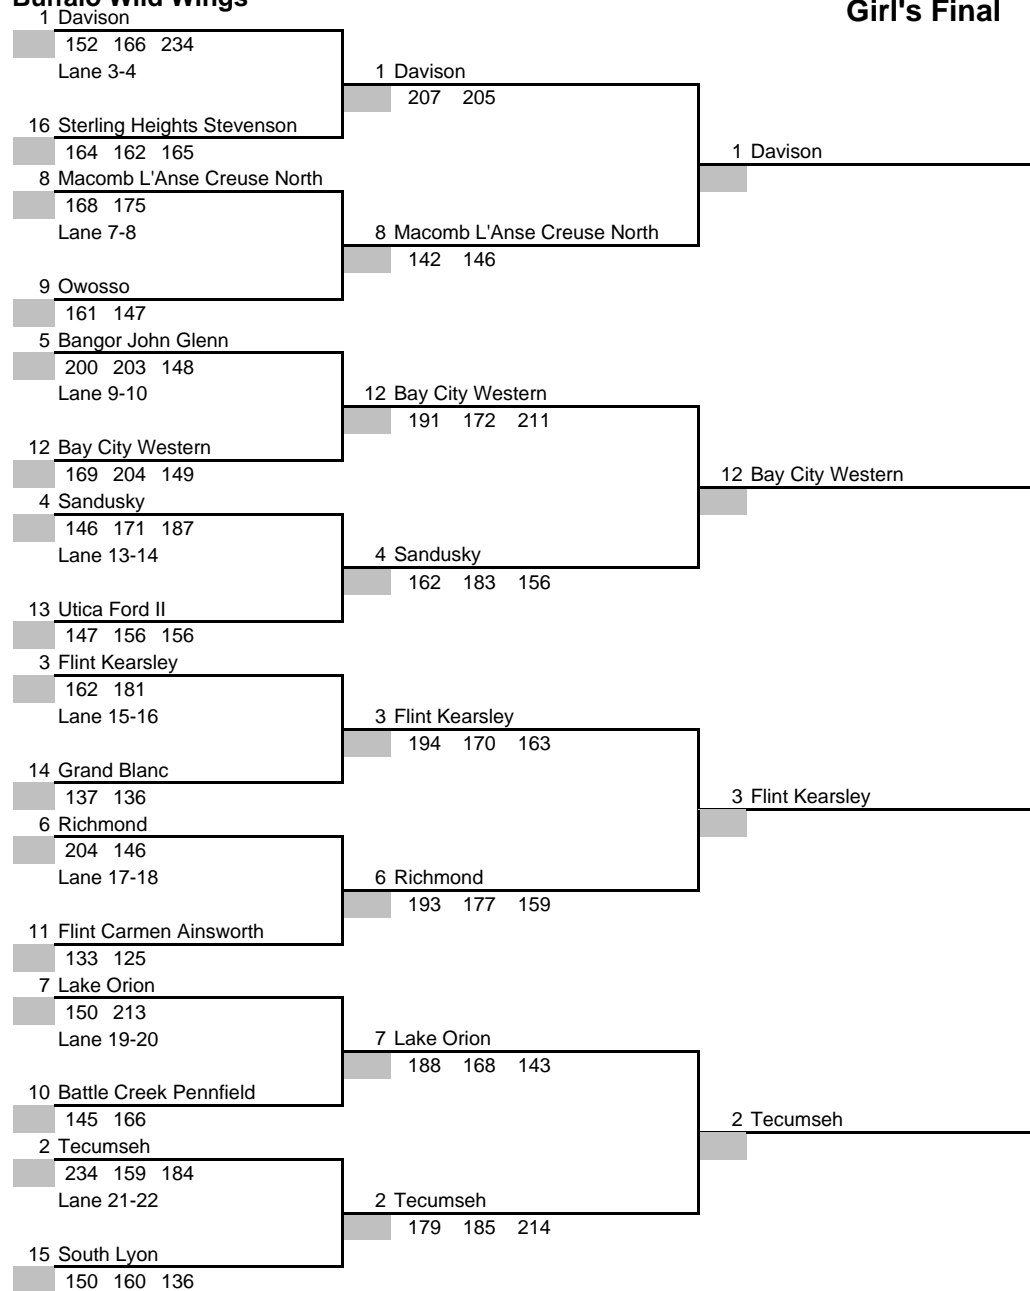 Buffalo Wild Wings
Girl's Final
1 Davison
152 166 234
Lane 3-4
1 Davison
207 205
16 Sterling Heights Stevenson
164 162 165
1 Davison
8 Macomb L'Anse Creuse North
168 175
Lane 7-8
8 Macomb L'Anse Creuse North
142 146
9 Owosso
161 147
5 Bangor John Glenn
200 203 148
Lane 9-10
12 Bay City Western
191 172 211
12 Bay City Western
169 204 149
12 Bay City Western
4 Sandusky
146 171 187
Lane 13-14
4 Sandusky
162 183 156
13 Utica Ford II
147 156 156
3 Flint Kearsley
162 181
Lane 15-16
3 Flint Kearsley
194 170 163
14 Grand Blanc
137 136
3 Flint Kearsley
6 Richmond
204 146
Lane 17-18
6 Richmond
193 177 159
11 Flint Carmen Ainsworth
133 125
7 Lake Orion
150 213
Lane 19-20
7 Lake Orion
188 168 143
10 Battle Creek Pennfield
145 166
2 Tecumseh
2 Tecumseh
234 159 184
Lane 21-22
2 Tecumseh
179 185 214
15 South Lyon
150 160 136